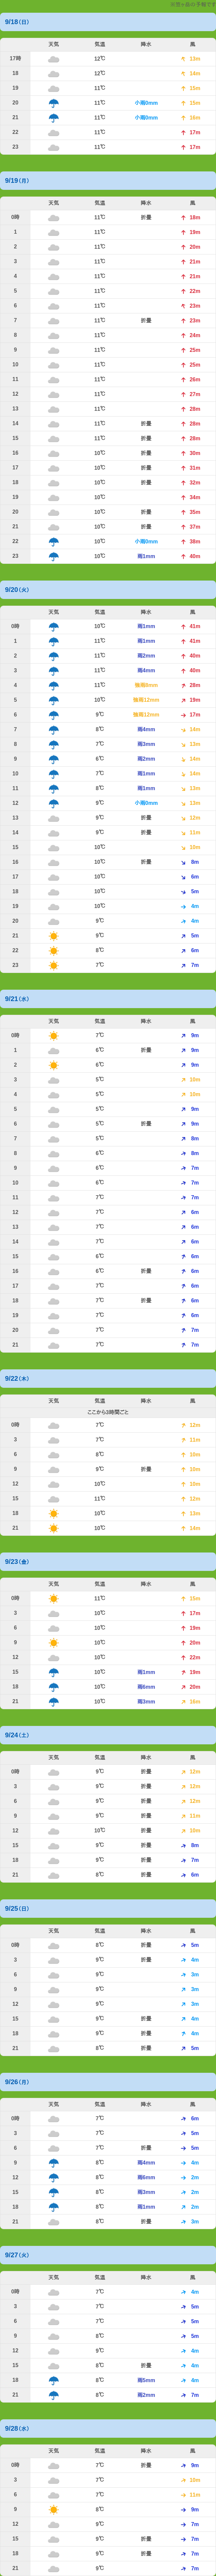 9/18（日）
天気 気温 降水 風
17時 12℃ 13m
18 12℃ 14m
19 11℃ 15m
20 11℃ 小雨0mm 15m
21 11℃ 小雨0mm 16m
22 11℃ 17m
23 11℃ 17m
9/19（月）
天気 気温 降水 風
0時 11℃ 折畳 18m
1 11℃ 19m
2 11℃ 20m
3 11℃ 21m
4 11℃ 21m
5 11℃ 22m
6 11℃ 23m
7 11℃ 折畳 23m
8 11℃ 24m
9 11℃ 25m
10 11℃ 25m
11 11℃ 26m
12 11℃ 27m
13 11℃ 28m
14 11℃ 折畳 28m
15 11℃ 折畳 28m
16 10℃ 折畳 30m
17 10℃ 折畳 31m
18 10℃ 折畳 32m
19 10℃ 34m
20 10℃ 折畳 35m
21 10℃ 折畳 37m
22 10℃ 小雨0mm 38m
23 10℃ 雨1mm 40m
9/20（火）
天気 気温 降水 風
0時 10℃ 雨1mm 41m
1 11℃ 雨1mm 41m
2 11℃ 雨2mm 40m
3 11℃ 雨4mm 40m
4 11℃ 強雨8mm 28m
5 10℃ 強雨12mm 19m
6 9℃ 強雨12mm 17m
7 8℃ 雨4mm 14m
8 7℃ 雨3mm 13m
9 6℃ 雨2mm 14m
10 7℃ 雨1mm 14m
11 8℃ 雨1mm 13m
12 9℃ 小雨0mm 13m
13 9℃ 折畳 12m
14 9℃ 折畳 11m
15 10℃ 10m
16 10℃ 折畳 8m
17 10℃ 6m
18 10℃ 5m
19 10℃ 4m
20 9℃ 4m
21 9℃ 5m
22 8℃ 6m
23 7℃ 7m
9/21（水）
天気 気温 降水 風
0時 7℃ 9m
1 6℃ 折畳 9m
2 6℃ 9m
3 5℃ 10m
4 5℃ 10m
5 5℃ 9m
6 5℃ 折畳 9m
7 5℃ 8m
8 6℃ 8m
9 6℃ 7m
10 6℃ 7m
11 7℃ 7m
12 7℃ 6m
13 7℃ 6m
14 7℃ 6m
15 6℃ 6m
16 6℃ 折畳 6m
17 7℃ 6m
18 7℃ 折畳 6m
19 7℃ 6m
20 7℃ 7m
21 7℃ 7m
9/22（木）
天気 気温 降水 風
ここから3時間ごと
0時 7℃ 12m
3 7℃ 11m
6 8℃ 10m
9 9℃ 折畳 10m
12 10℃ 10m
15 11℃ 12m
18 10℃ 13m
21 10℃ 14m
9/23（金）
天気 気温 降水 風
0時 11℃ 15m
3 10℃ 17m
6 10℃ 19m
9 10℃ 20m
12 10℃ 22m
15 10℃ 雨1mm 19m
18 10℃ 雨6mm 20m
21 10℃ 雨3mm 16m
9/24（土）
天気 気温 降水 風
0時 9℃ 折畳 12m
3 9℃ 折畳 12m
6 9℃ 折畳 12m
9 9℃ 折畳 11m
12 10℃ 折畳 10m
15 9℃ 折畳 8m
18 9℃ 折畳 7m
21 8℃ 折畳 6m
9/25（日）
天気 気温 降水 風
0時 8℃ 折畳 5m
3 9℃ 折畳 4m
6 9℃ 3m
9 9℃ 3m
12 9℃ 3m
15 9℃ 折畳 4m
18 9℃ 折畳 4m
21 8℃ 折畳 5m
9/26（月）
天気 気温 降水 風
0時 7℃ 6m
3 7℃ 5m
6 7℃ 折畳 5m
9 8℃ 雨4mm 4m
12 9℃ 雨6mm 2m
15 8℃ 雨3mm 2m
18 8℃ 雨1mm 2m
21 8℃ 折畳 3m
9/27（火）
天気 気温 降水 風
0時 7℃ 4m
3 7℃ 5m
6 7℃ 5m
9 8℃ 5m
12 9℃ 4m
15 8℃ 折畳 4m
18 8℃ 雨5mm 4m
21 8℃ 雨2mm 7m
9/28（水）
天気 気温 降水 風
0時 7℃ 折畳 9m
3 7℃ 10m
6 7℃ 11m
9 8℃ 9m
12 9℃ 7m
15 9℃ 折畳 7m
18 9℃ 折畳 7m
21 9℃ 7m